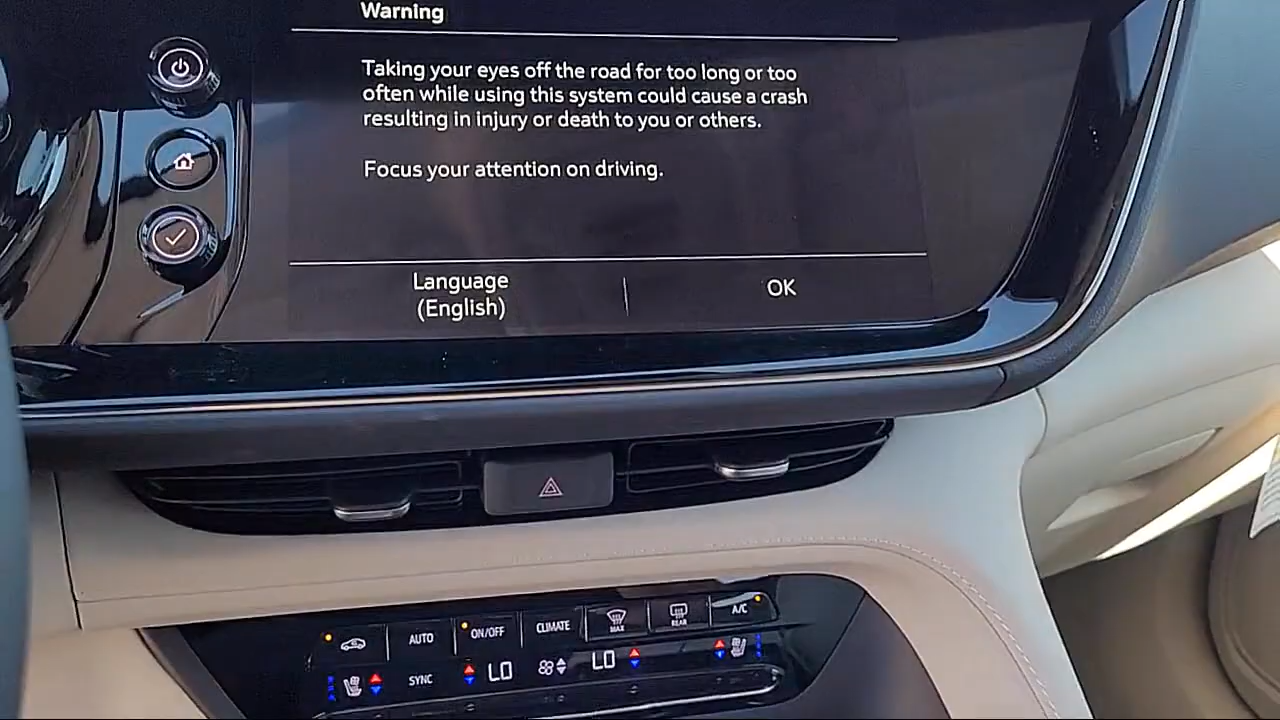 Warning
Taking your eyes off the road for too long or too
often while using this system could cause a crash
resulting in injury or death to you or others.
Focus your attention on driving.
Language
(English)
OK
AUTO
ON/OFF
CLIMATE
MAX
REAR
A/C
SYNC
LO
LO